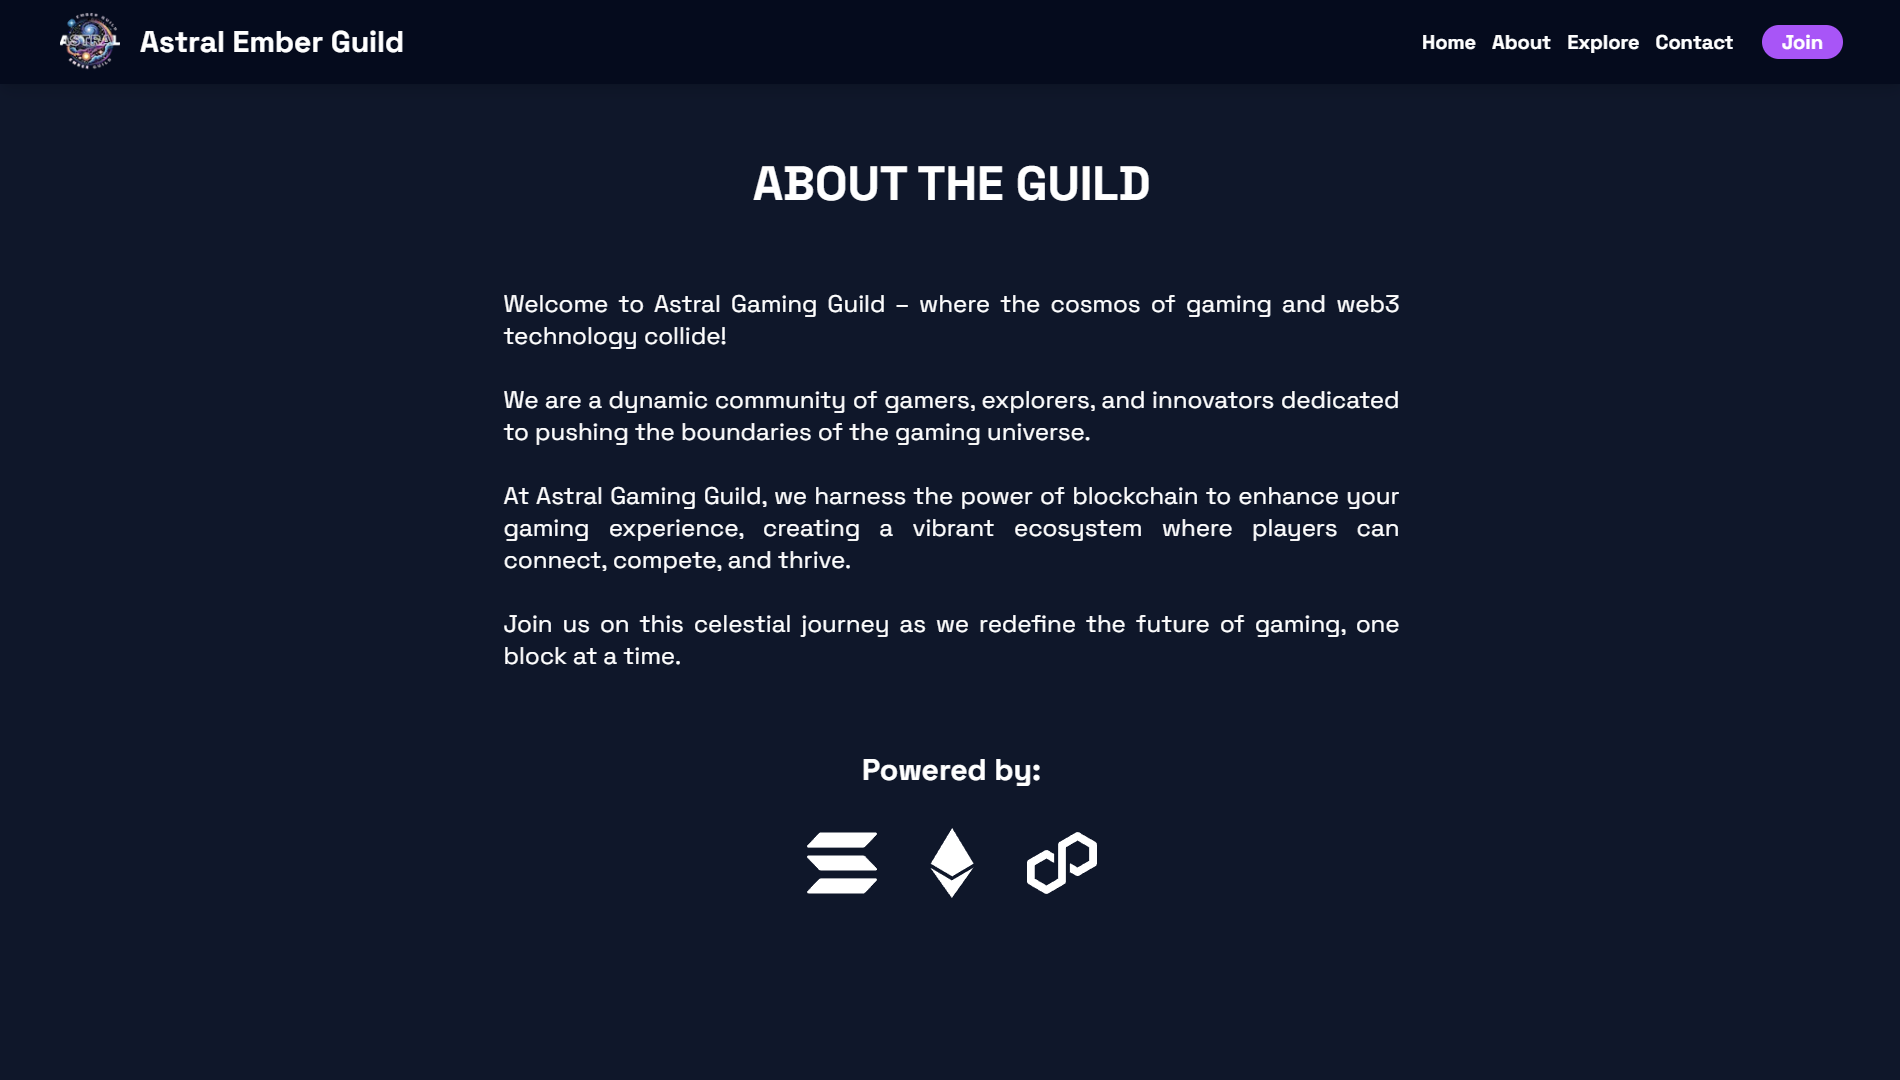 EMBER GUILD
ASTRAL
EMBER GUILD
Astral Ember Guild
Home
About
Explore
Contact
Join
ABOUT THE GUILD
Welcome to Astral Gaming Guild – where the cosmos of gaming and web3
technology collide!
We are a dynamic community of gamers, explorers, and innovators dedicated
to pushing the boundaries of the gaming universe.
At Astral Gaming Guild, we harness the power of blockchain to enhance your
gaming experience, creating a vibrant ecosystem where players can
connect, compete, and thrive.
Join us on this celestial journey as we redefine the future of gaming, one
block at a time.
Powered by: